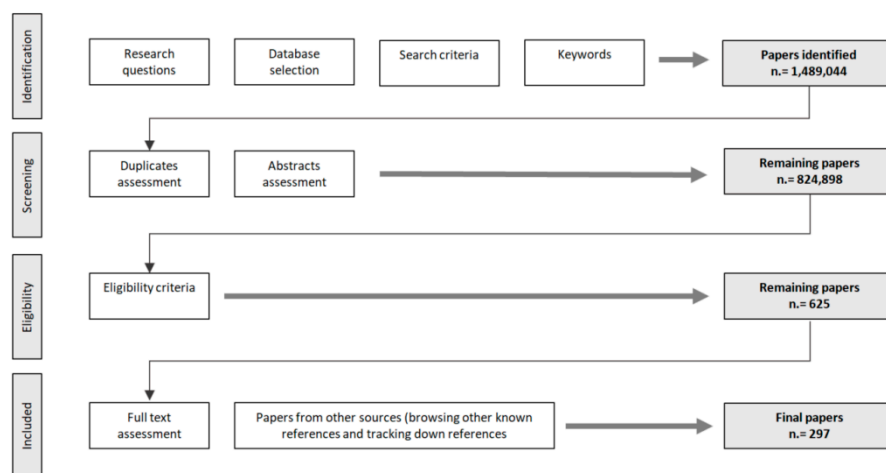 Identification
Research
questions
Database
selection
Search criteria
Keywords
Papers identified
n.= 1,489,044
Screening
Duplicates
assessment
Abstracts
assessment
Remaining papers
n.= 824,898
Eligibility
Eligibility criteria
Remaining papers
n.= 625
Included
Full text
assessment
Papers from other sources (browsing other known
references and tracking down references
Final papers
n.= 297